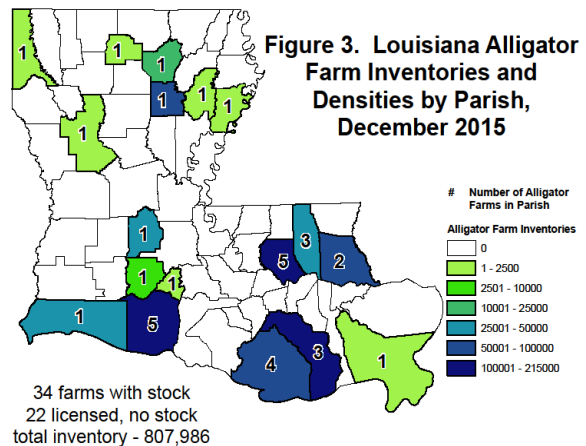 Figure 3. Louisiana Alligator
Farm Inventories and
Densities by Parish,
December 2015
1
1
1
1
1
1
1
1
1
1
1
5
5
3
2
4
3
1
# Number of Alligator
Farms in Parish
Alligator Farm Inventories
0
1 - 2500
2501 - 10000
10001 - 25000
25001 - 50000
50001 - 100000
100001 - 215000
34 farms with stock
22 licensed, no stock
total inventory - 807,986